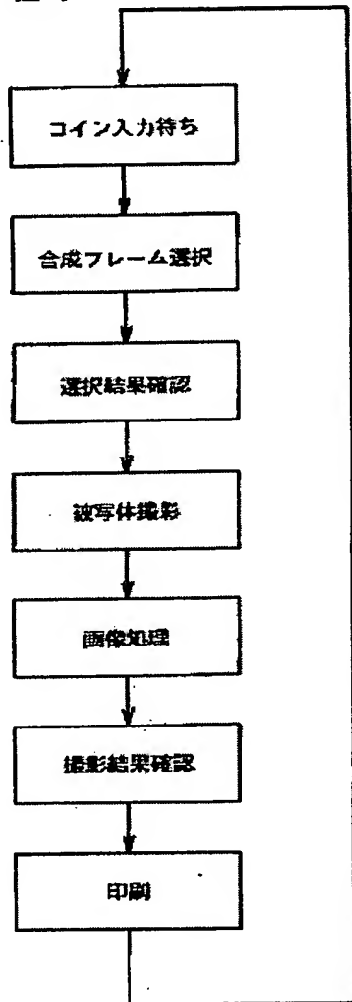 コイン入力待ち
合成フレーム選択
選択結果確認
被写体撮影
画像処理
撮影結果確認
印刷